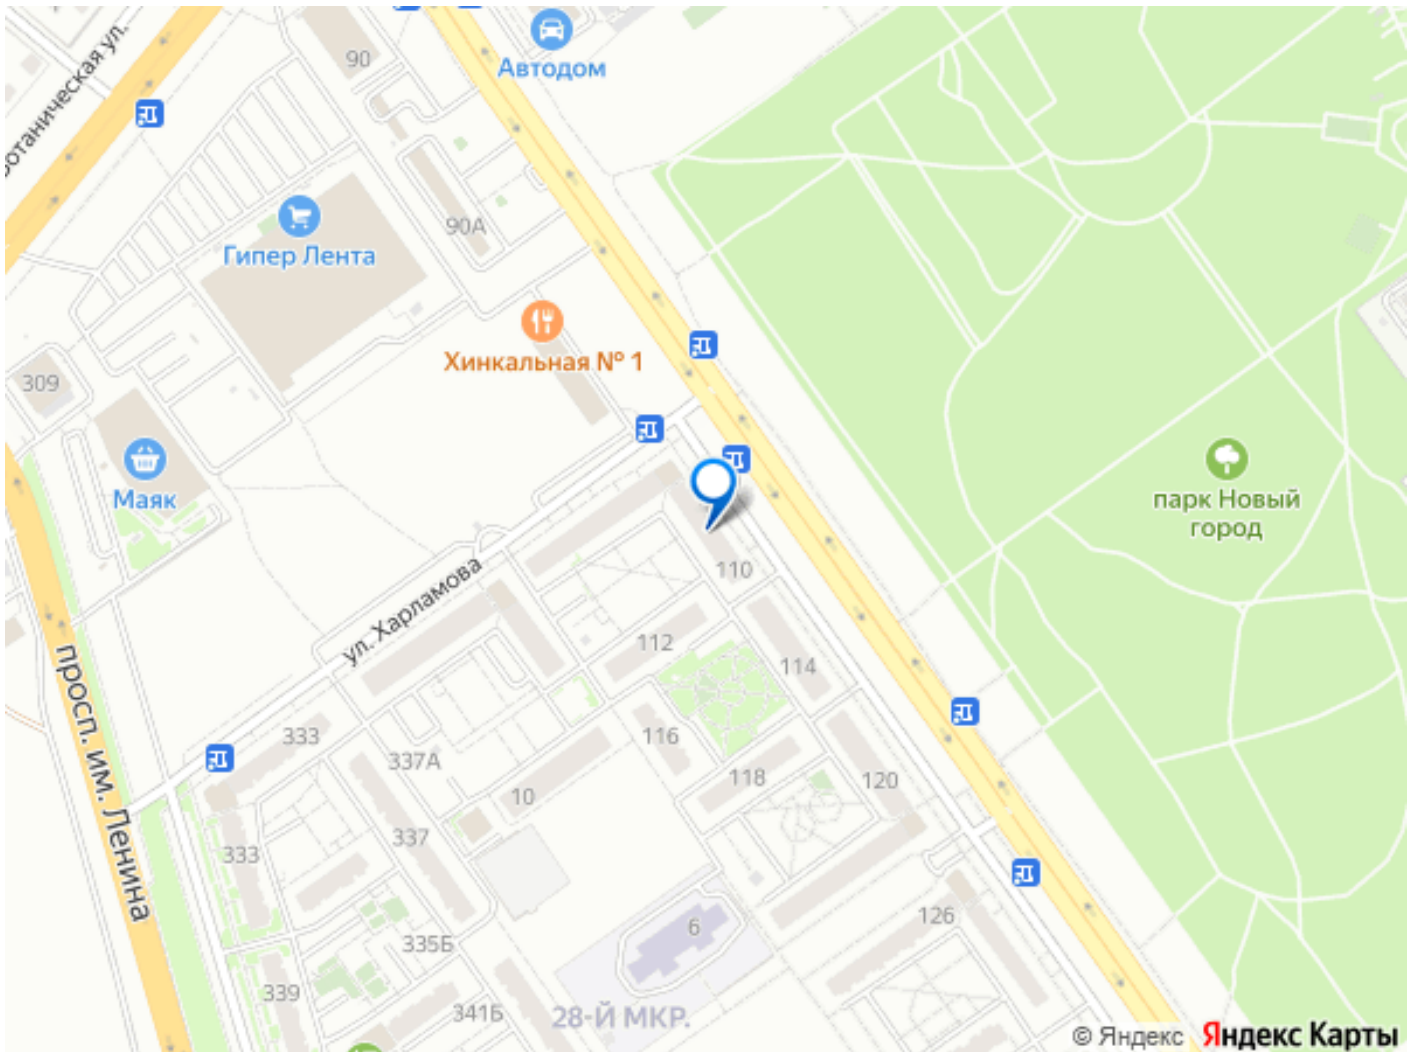 90
Автодом
ботаническая ул.
90А
Гипер Лента
Хинкальная № 1
309
Маяк
парк Новый
город
110
ул. Харламова
112
114
просп. им. Ленина
333
116
337А
118
120
10
337
333
126
6
335Б
339
341Б
28-Й МКР.
© Яндекс Яндекс Карты